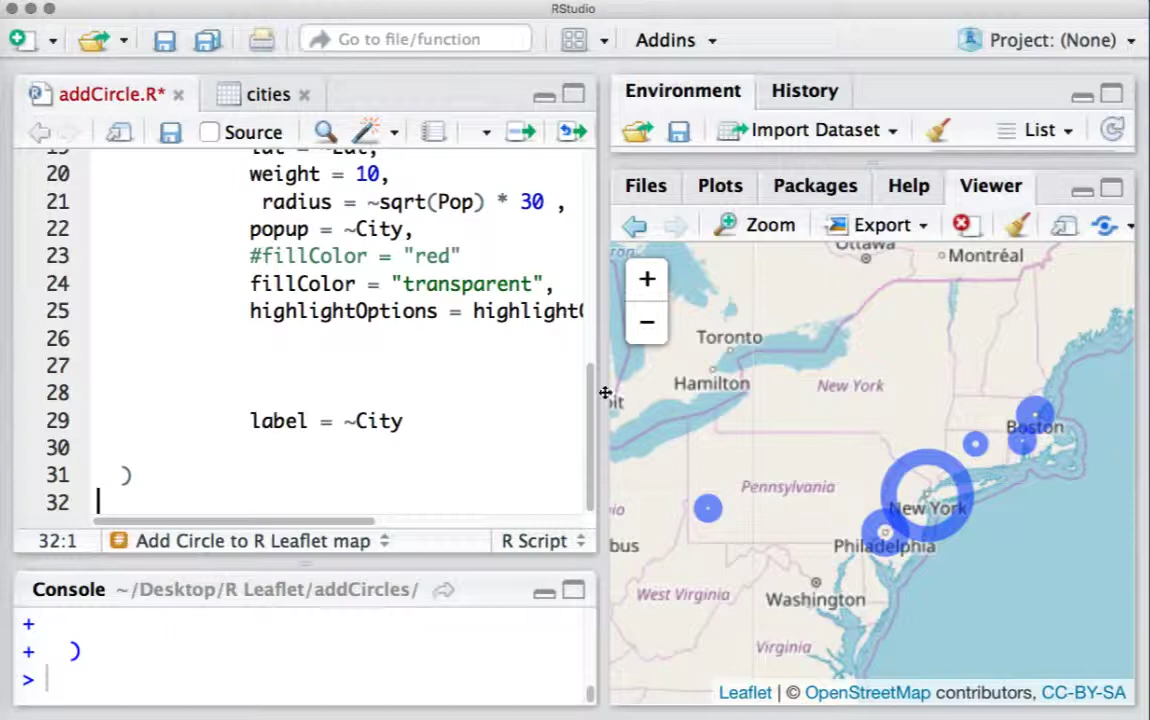 RStudio
Go to file/function
Addins
Project: (None)
addCircle.R*
cities
Source
20 weight = 10,
21 radius = ~sqrt(Pop) * 30 ,
22 popup = ~City,
23 #fillColor = "red"
24 fillColor = "transparent",
25 highlightOptions = highlight
26
27
28
29 label = ~City
30
31 )
32
32:1 Add Circle to R Leaflet map R Script
Console ~/Desktop/R Leaflet/addCircles/
+
+ )
>
Environment History
Import Dataset List
Files Plots Packages Help Viewer
Zoom Export
+
−
Ottawa
Montréal
Toronto
Hamilton
New York
Boston
Pennsylvania
New York
Philadelphia
West Virginia
Washington
Virginia
Leaflet | © OpenStreetMap contributors, CC-BY-SA